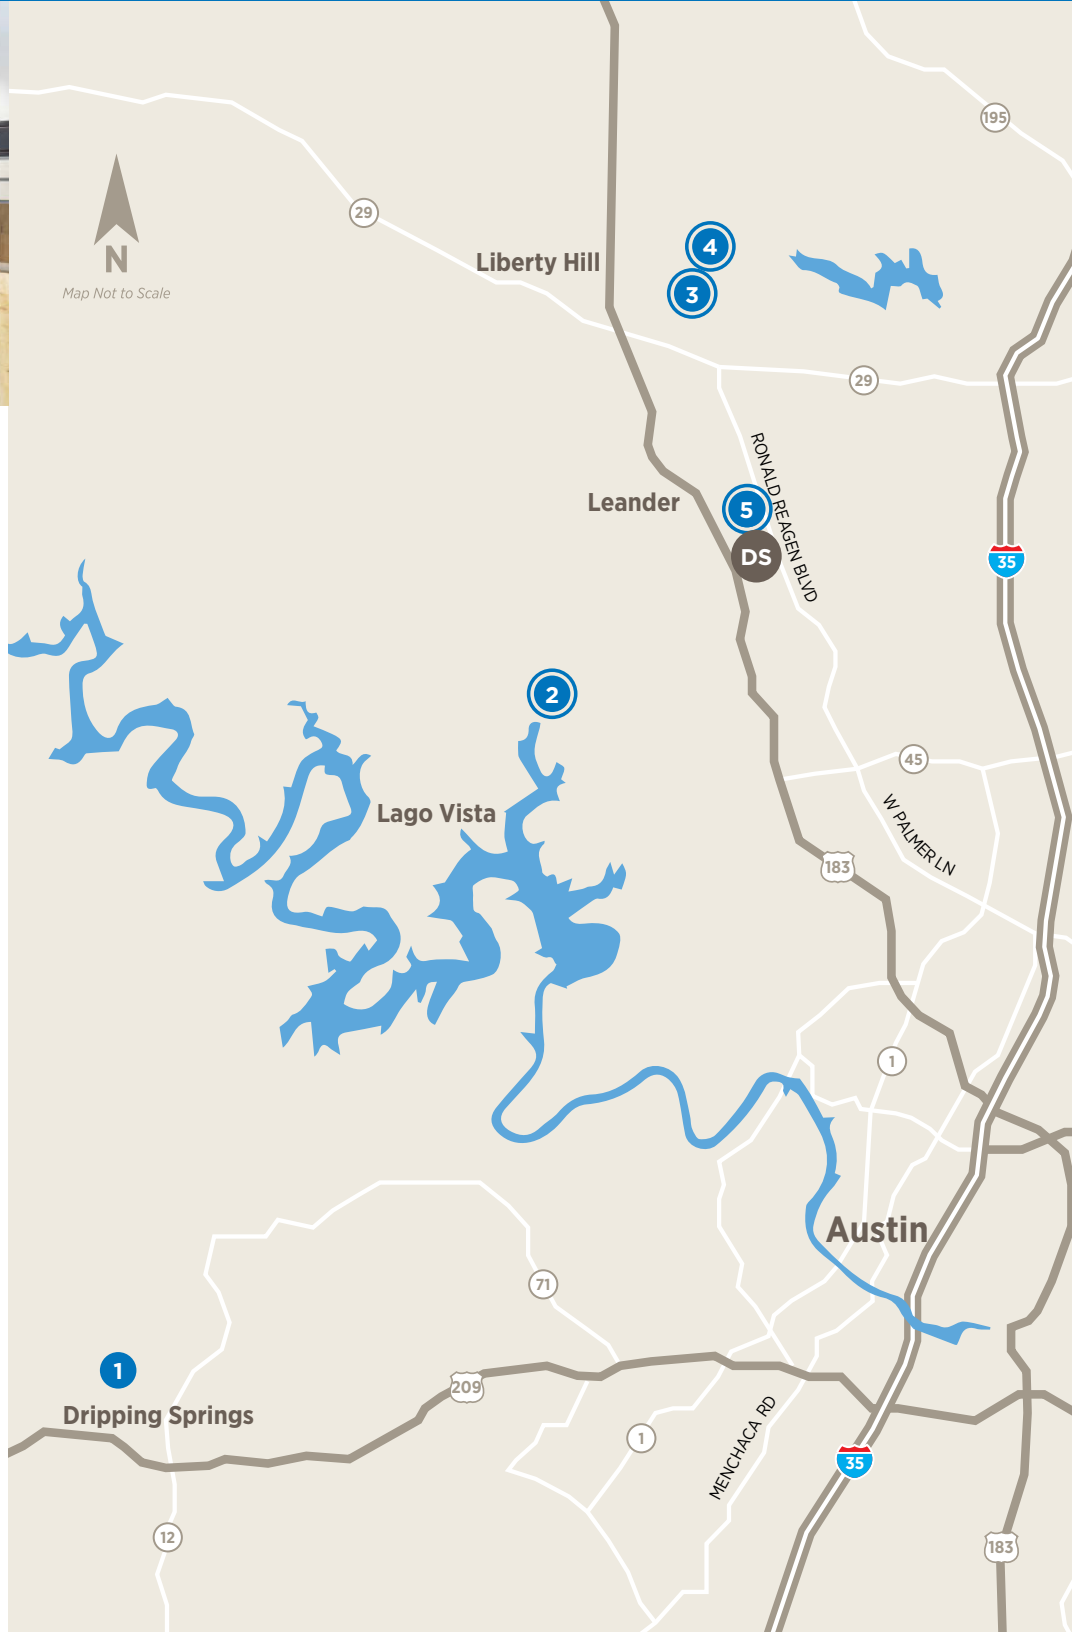 195
29
N
Map Not to Scale
Liberty Hill
4
3
29
RONALD REAGEN BLVD
Leander
5
DS
35
2
45
Lago Vista
W PALMER LN
183
1
Austin
71
1
Dripping Springs
209
MENCHACA RD
1
35
12
183